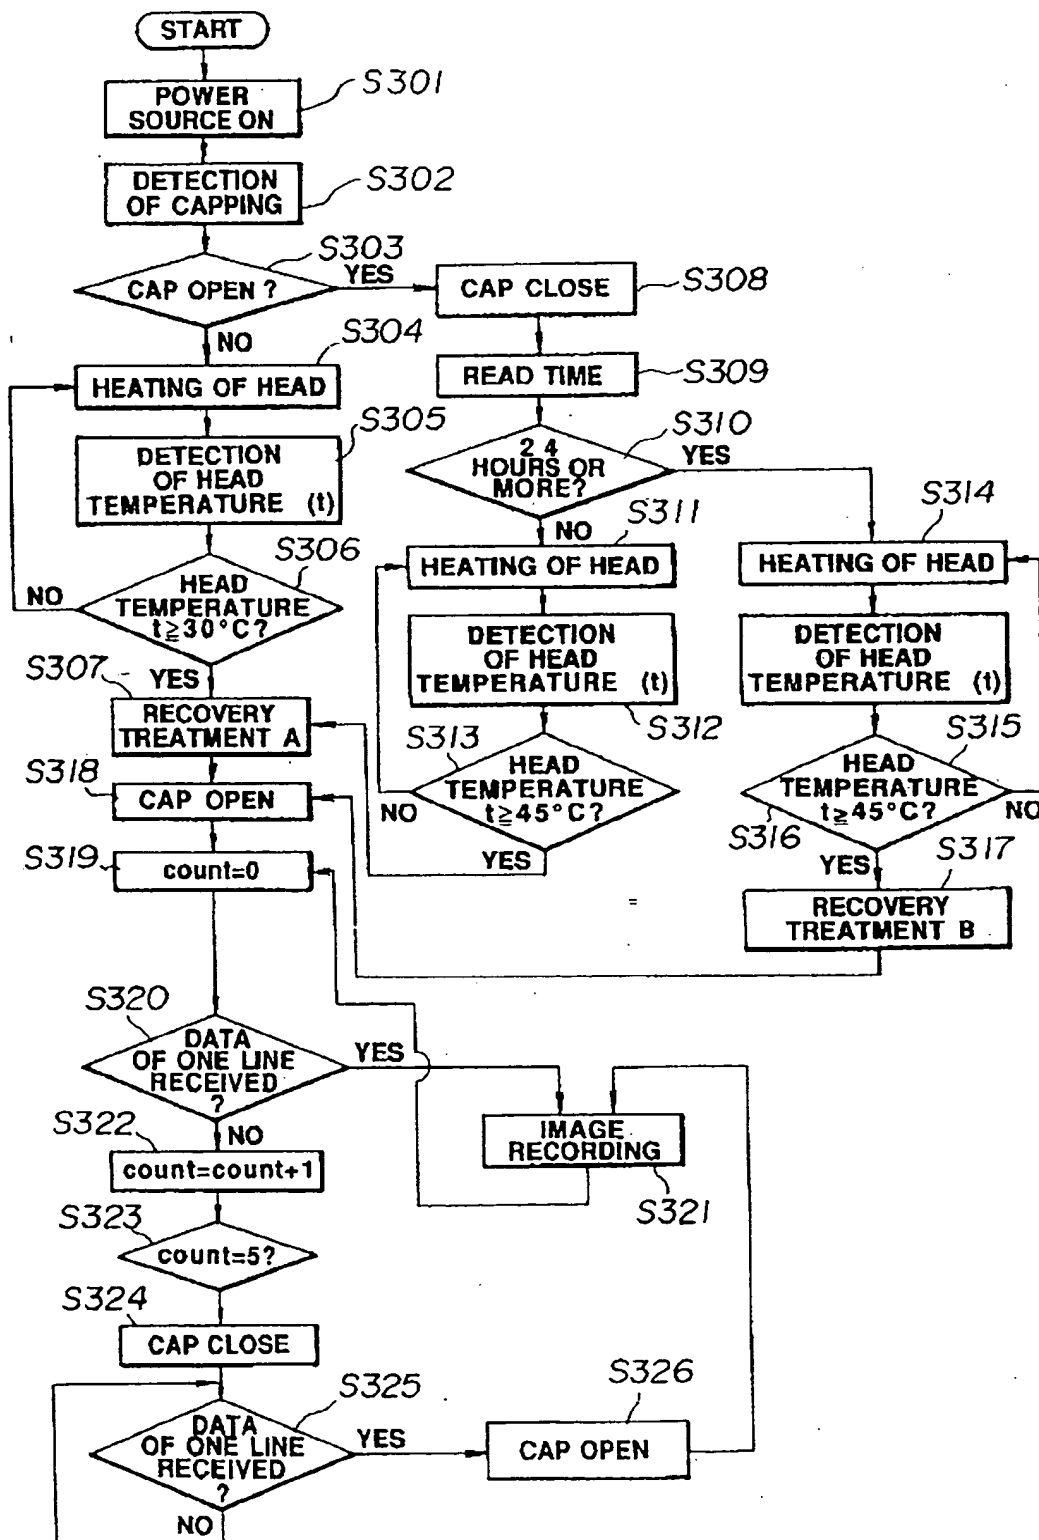 START
S301
POWER
SOURCE ON
S302
DETECTION
OF CAPPING
S303
CAP OPEN ?
YES
NO
S308
CAP CLOSE
S304
HEATING OF HEAD
S309
READ TIME
S305
DETECTION
OF HEAD
TEMPERATURE (t)
S310
2 4
HOURS OR
MORE?
YES
NO
S306
HEAD
TEMPERATURE
t≧30°C?
NO
YES
S311
HEATING OF HEAD
S314
HEATING OF HEAD
DETECTION
OF HEAD
TEMPERATURE (t)
S312
DETECTION
OF HEAD
TEMPERATURE (t)
S307
RECOVERY
TREATMENT A
S313
HEAD
TEMPERATURE
t≧45°C?
NO
YES
S315
HEAD
TEMPERATURE
t≧45°C?
S316
NO
YES
S318
CAP OPEN
S317
RECOVERY
TREATMENT B
S319
count=0
S320
DATA
OF ONE LINE
RECEIVED
?
YES
NO
IMAGE
RECORDING
S321
S322
count=count+1
S323
count=5?
S324
CAP CLOSE
S325
DATA
OF ONE LINE
RECEIVED
?
YES
NO
S326
CAP OPEN